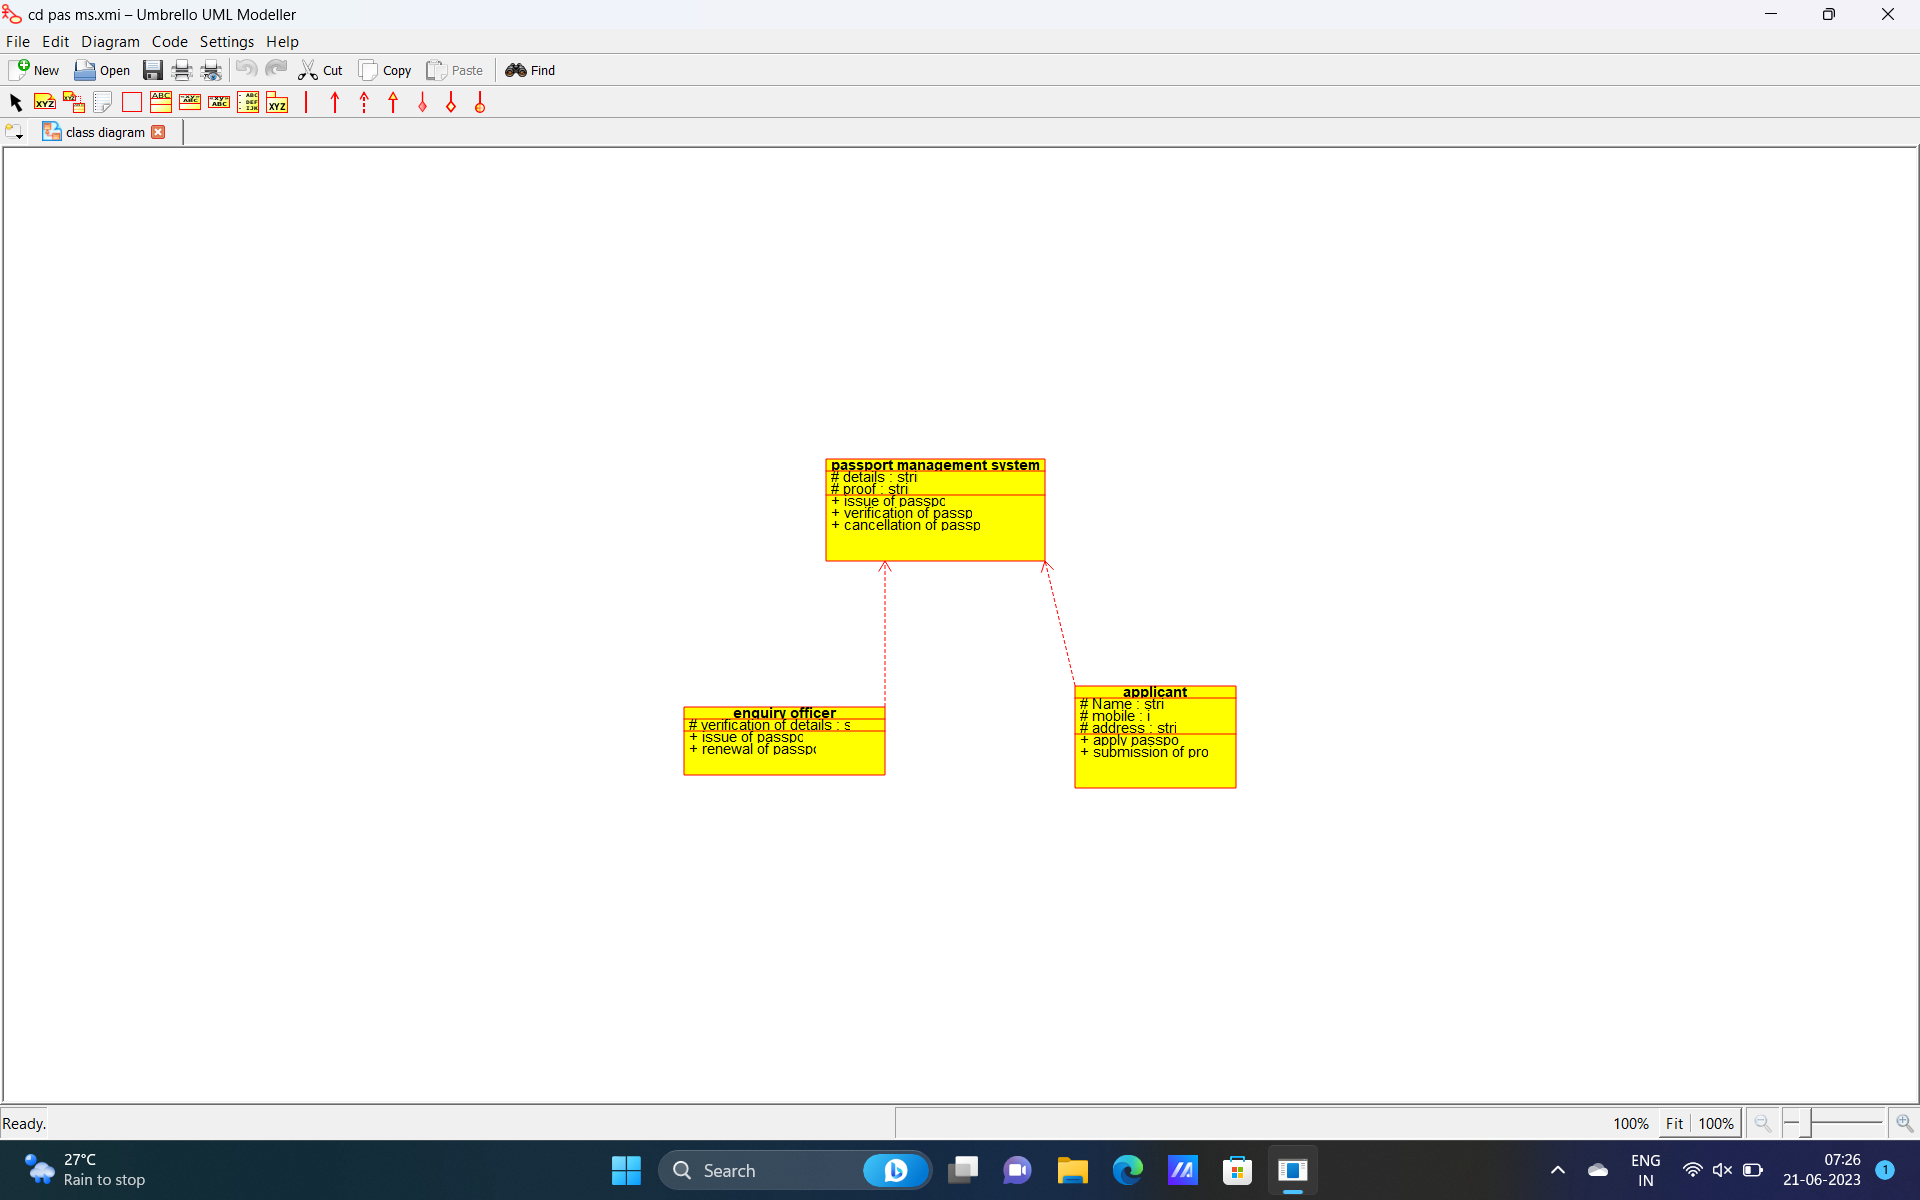 cd pas ms.xmi – Umbrello UML Modeller
File Edit Diagram Code Settings Help
New Open Cut Copy Paste Find
class diagram
passport management system
# details : stri
# proof : stri
+ issue of passpo
+ verification of passp
+ cancellation of passp
enquiry officer
# verification of details : s
+ issue of passpo
+ renewal of passpo
applicant
# Name : stri
# mobile : i
# address : stri
+ apply passpo
+ submission of pro
Ready.
100% Fit 100%
27°C
Rain to stop
Search
ENG
IN
07:26
21-06-2023
1